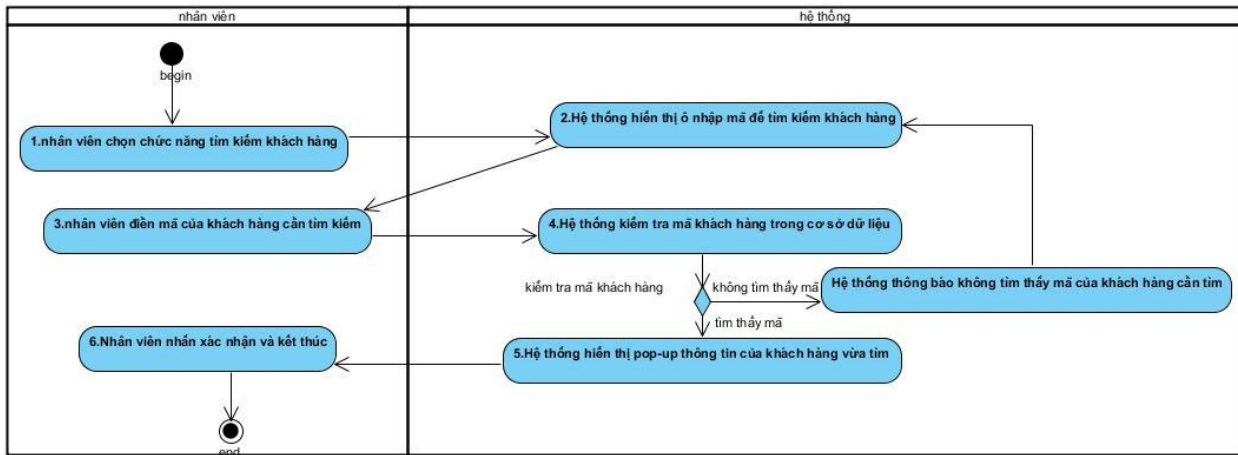 nhân viên
hệ thống
begin
1.nhân viên chọn chức năng tìm kiếm khách hàng
2.Hệ thống hiển thị ô nhập mã để tìm kiếm khách hàng
3.nhân viên điền mã của khách hàng cần tìm kiếm
4.Hệ thống kiểm tra mã khách hàng trong cơ sở dữ liệu
kiểm tra mã khách hàng
không tìm thấy mã
Hệ thống thông báo không tìm thấy mã của khách hàng cần tìm
tìm thấy mã
6.Nhân viên nhấn xác nhận và kết thúc
5.Hệ thống hiển thị pop-up thông tin của khách hàng vừa tìm
end